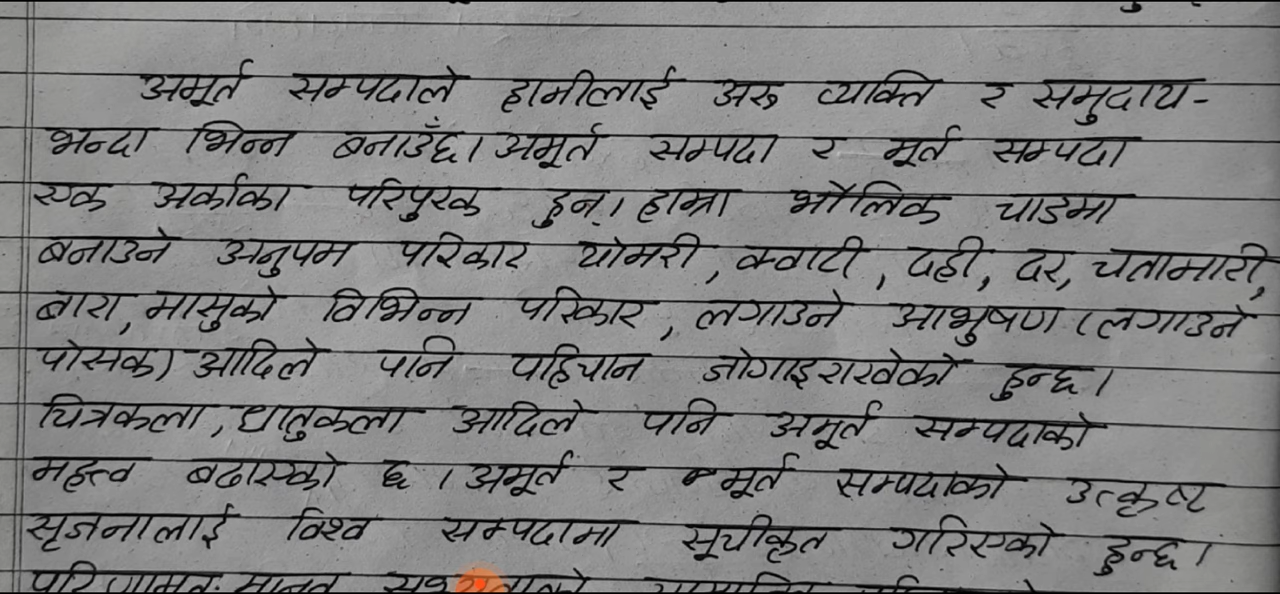 अमूर्त सम्पदाले हामीलाई अरु व्यक्ति र समुदाय-
भन्दा भिन्न बनाउँछ। अमूर्त सम्पदा र मूर्त सम्पदा
एक अर्काका परिपुरक हुन्। हाम्रा मौलिक चाडमा
बनाउने अनुपम परिकार योमरी, क्वाटी, दही, दर, चतामारी,
बारा, मासुको विभिन्न परिकार, लगाउने आभुषण (लगाउने
पोसक) आदिले पनि पहिचान जोगाइराखेको हुन्छ।
चित्रकला, धातुकला आदिले पनि अमूर्त सम्पदाको
महत्त्व बढाएको छ। अमूर्त र मूर्त सम्पदाको उत्कृष्ट
सृजनालाई विश्व सम्पदामा सूचीकृत गरिएको हुन्छ।
परिणामत: मानव